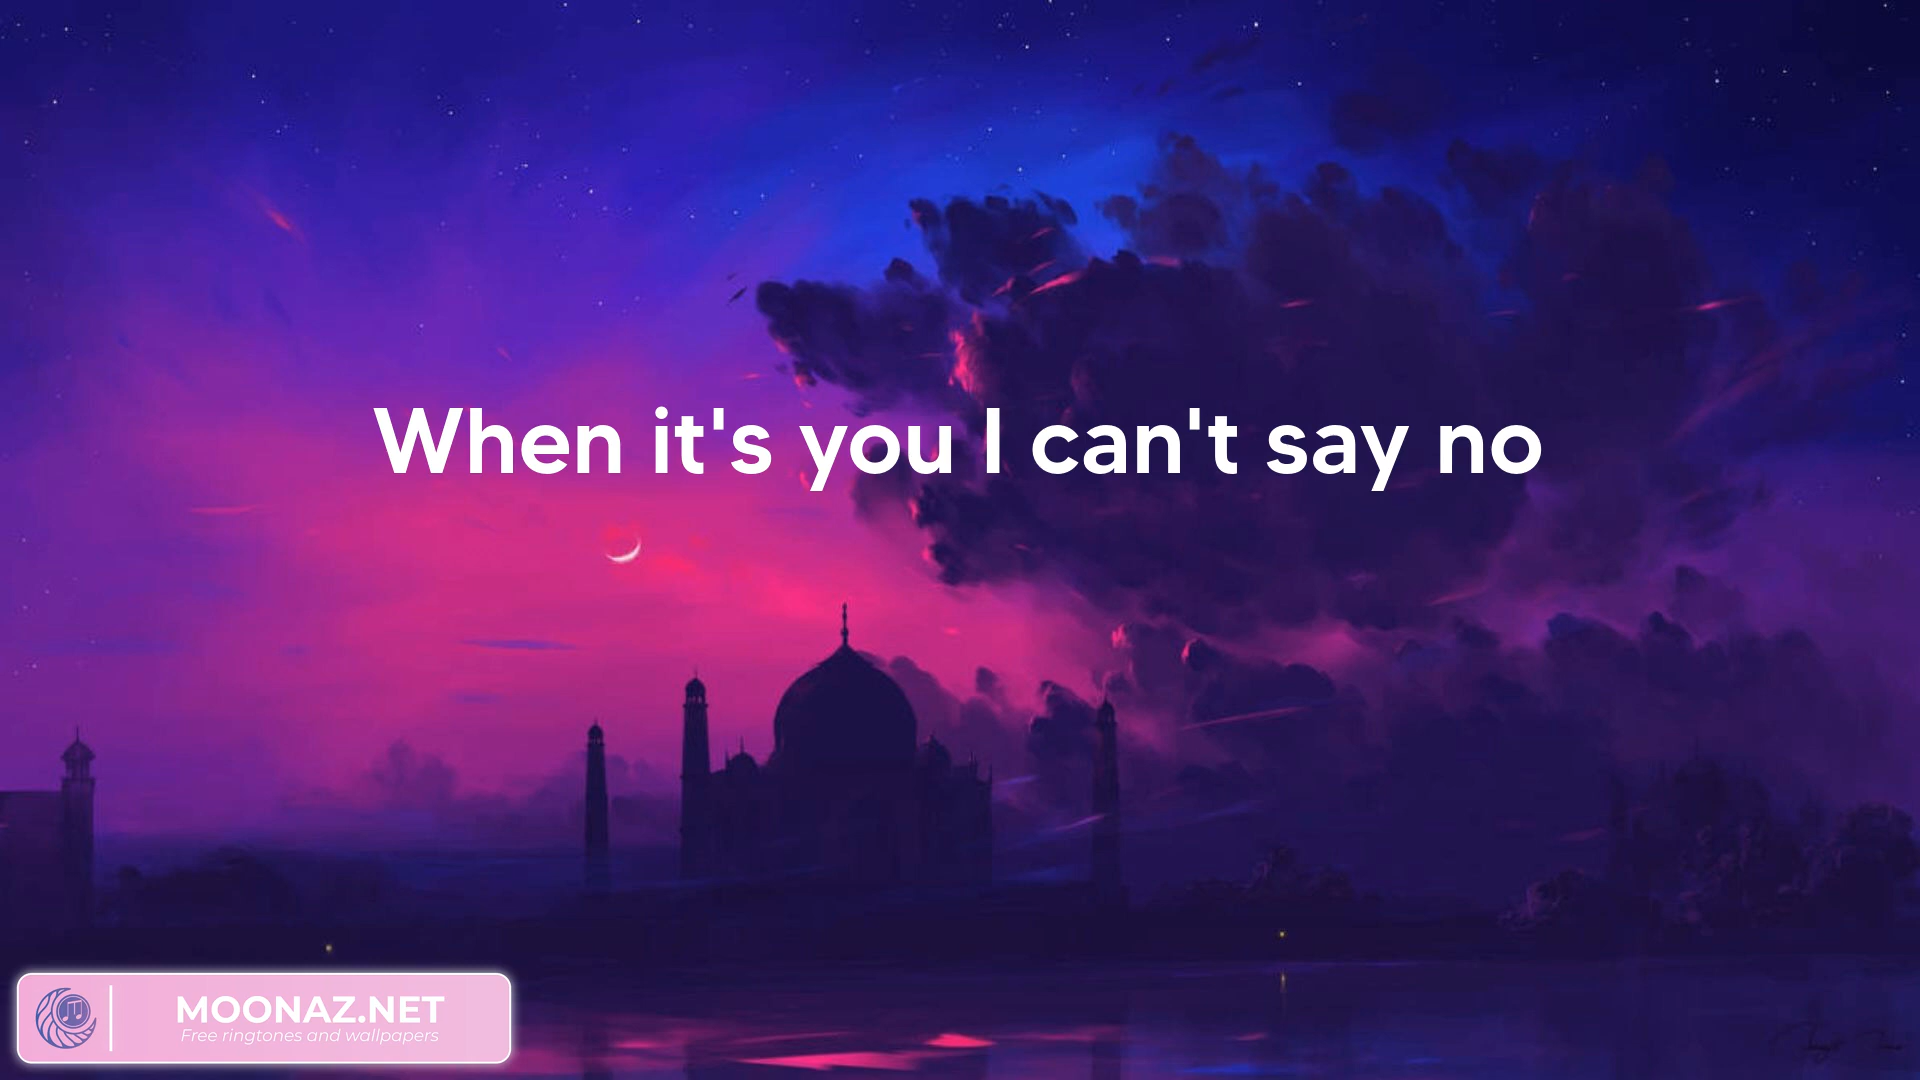 When it's you I can't say no
MOONAZ.NET
Free ringtones and wallpapers